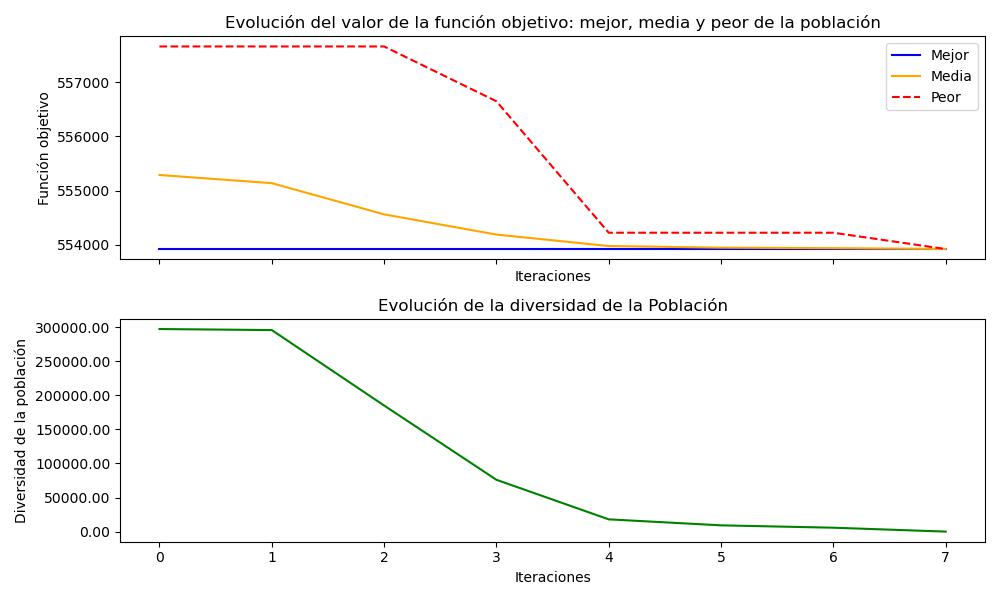 Evolución del valor de la función objetivo: mejor, media y peor de la población
Función objetivo
557000
556000
555000
554000
Mejor
Media
Peor
Iteraciones
Evolución de la diversidad de la Población
Diversidad de la población
300000.00
250000.00
200000.00
150000.00
100000.00
50000.00
0.00
0 1 2 3 4 5 6 7
Iteraciones